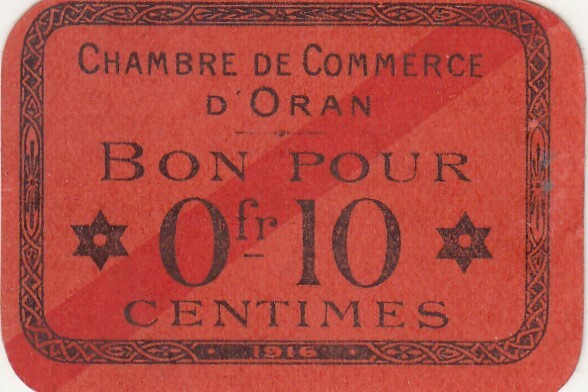 CHAMBRE DE COMMERCE
D'ORAN
BON POUR
0fr 10
CENTIMES
1916